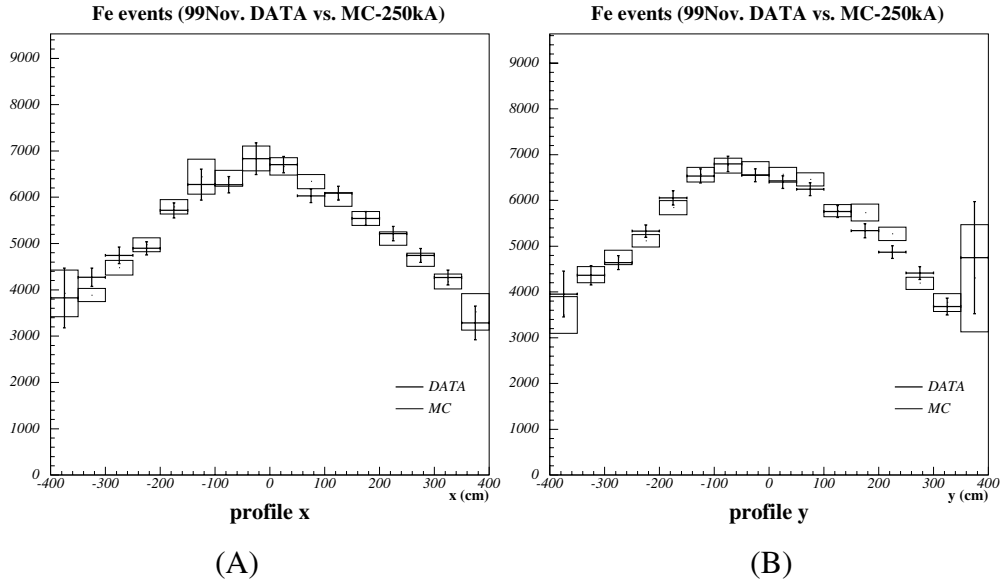 Fe events (99Nov. DATA vs. MC-250kA)
9000
8000
7000
6000
5000
4000
3000
2000
1000
0
DATA
MC
-400 -300 -200 -100 0 100 200 300 400
x (cm)
profile x
(A)
Fe events (99Nov. DATA vs. MC-250kA)
9000
8000
7000
6000
5000
4000
3000
2000
1000
0
DATA
MC
-400 -300 -200 -100 0 100 200 300 400
y (cm)
profile y
(B)